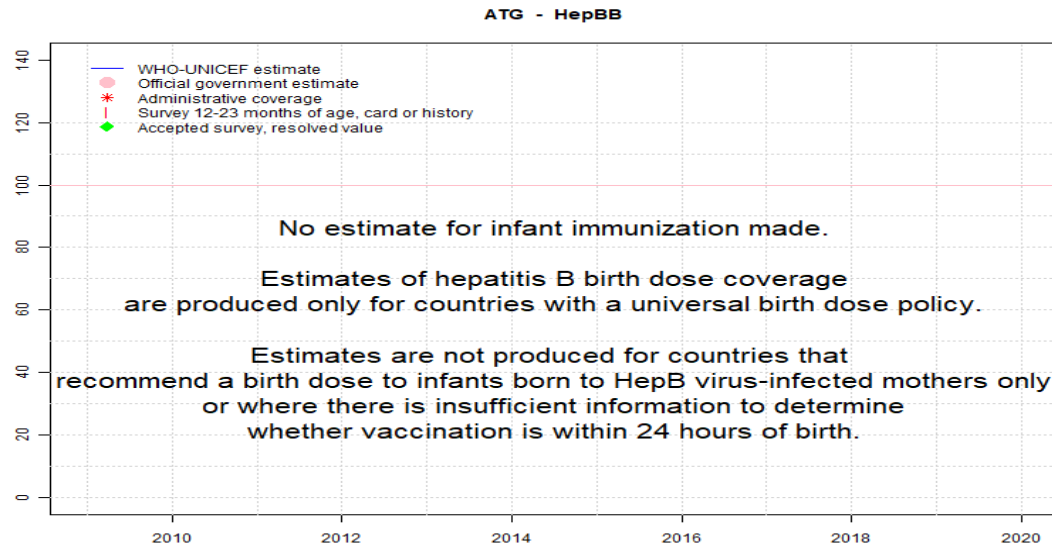 ATG - HepBB
140
120
100
80
60
40
20
0
WHO-UNICEF estimate
Official government estimate
Administrative coverage
Survey 12-23 months of age, card or history
Accepted survey, resolved value
No estimate for infant immunization made.
Estimates of hepatitis B birth dose coverage
are produced only for countries with a universal birth dose policy.
Estimates are not produced for countries that
recommend a birth dose to infants born to HepB virus-infected mothers only
or where there is insufficient information to determine
whether vaccination is within 24 hours of birth.
2010 2012 2014 2016 2018 2020